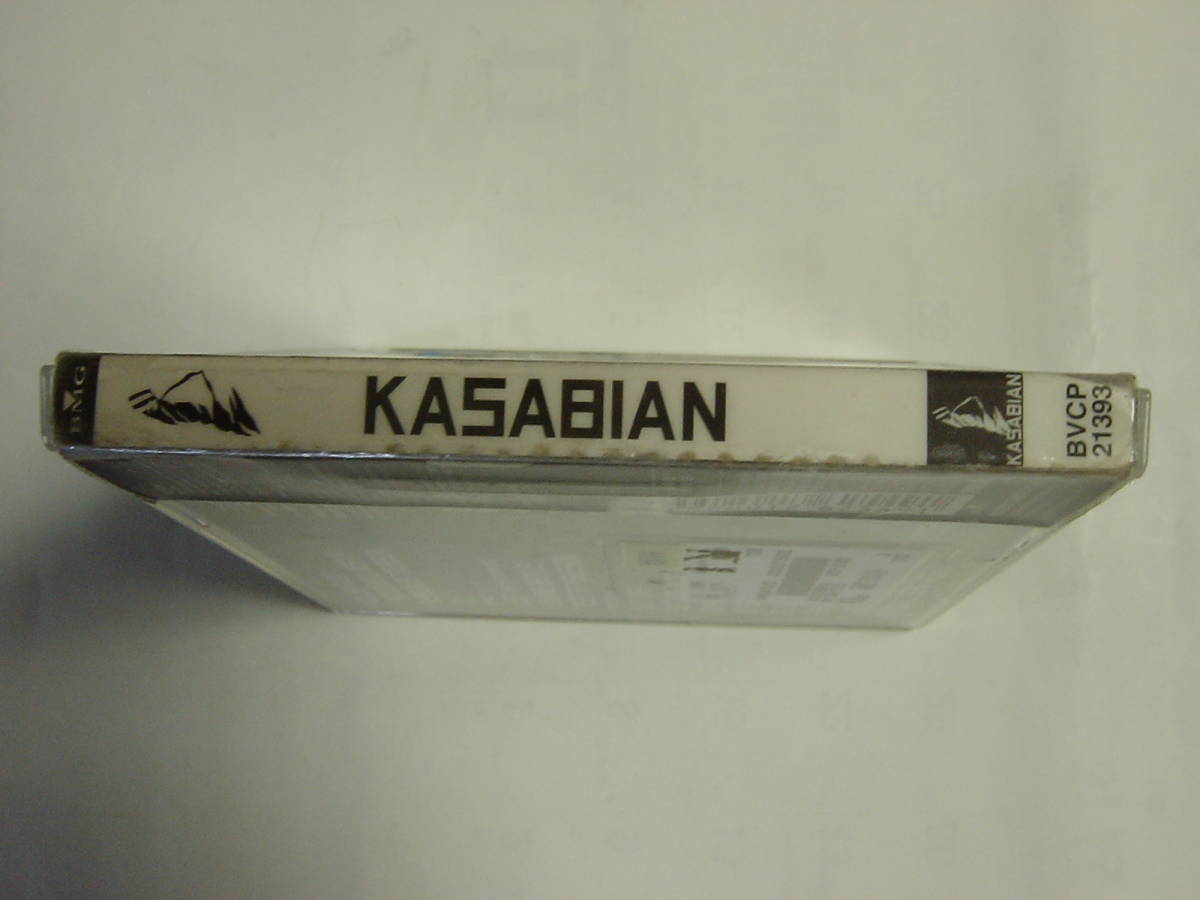 BMG
KASABIAN
KASABIAN
BVCP
21393